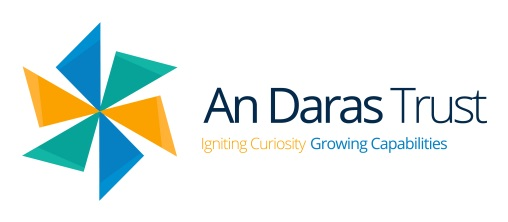 An Daras Trust
Igniting Curiosity Growing Capabilities